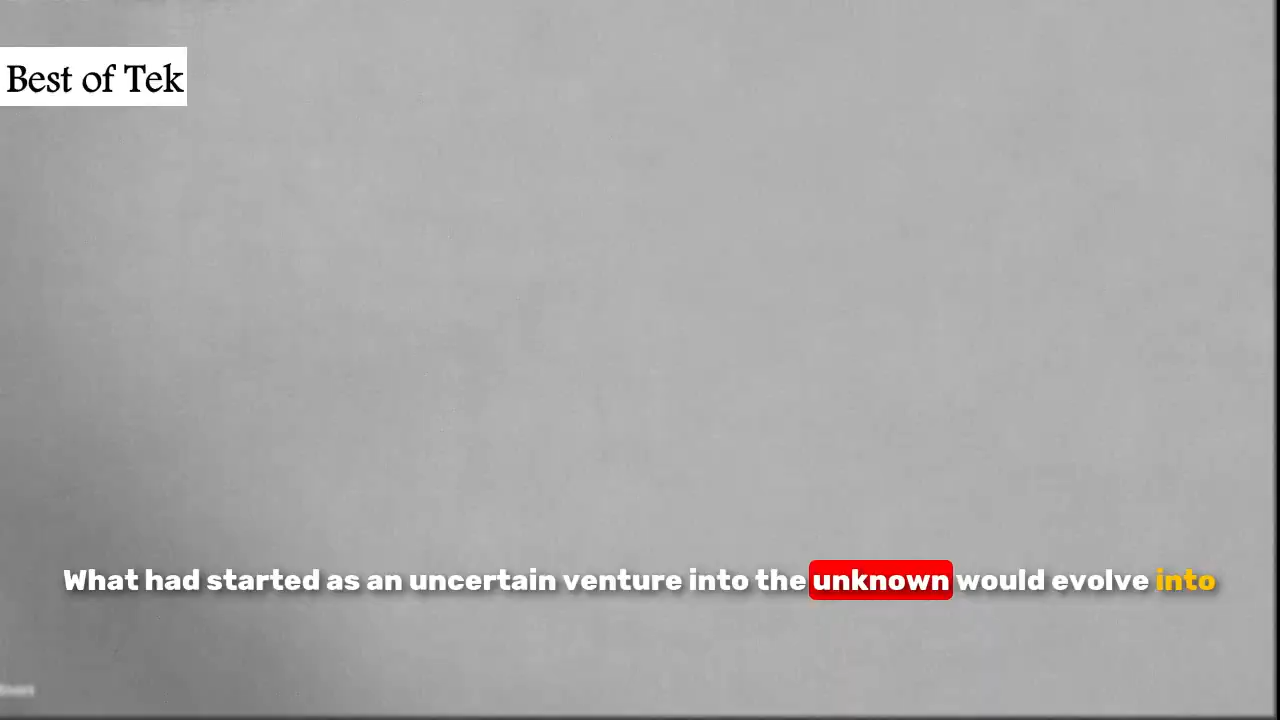 Best of Tek
What had started as an uncertain venture into the unknown would evolve into